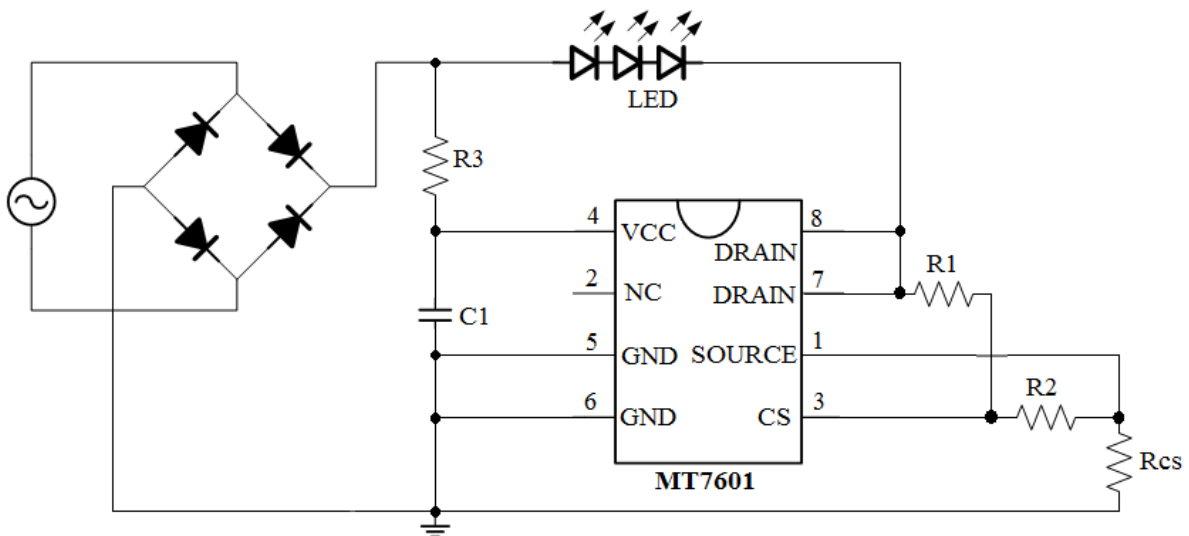 LED
R3
4 VCC
8 DRAIN
R1
2 NC
7 DRAIN
C1
5 GND
1 SOURCE
R2
6 GND
3 CS
Rcs
MT7601